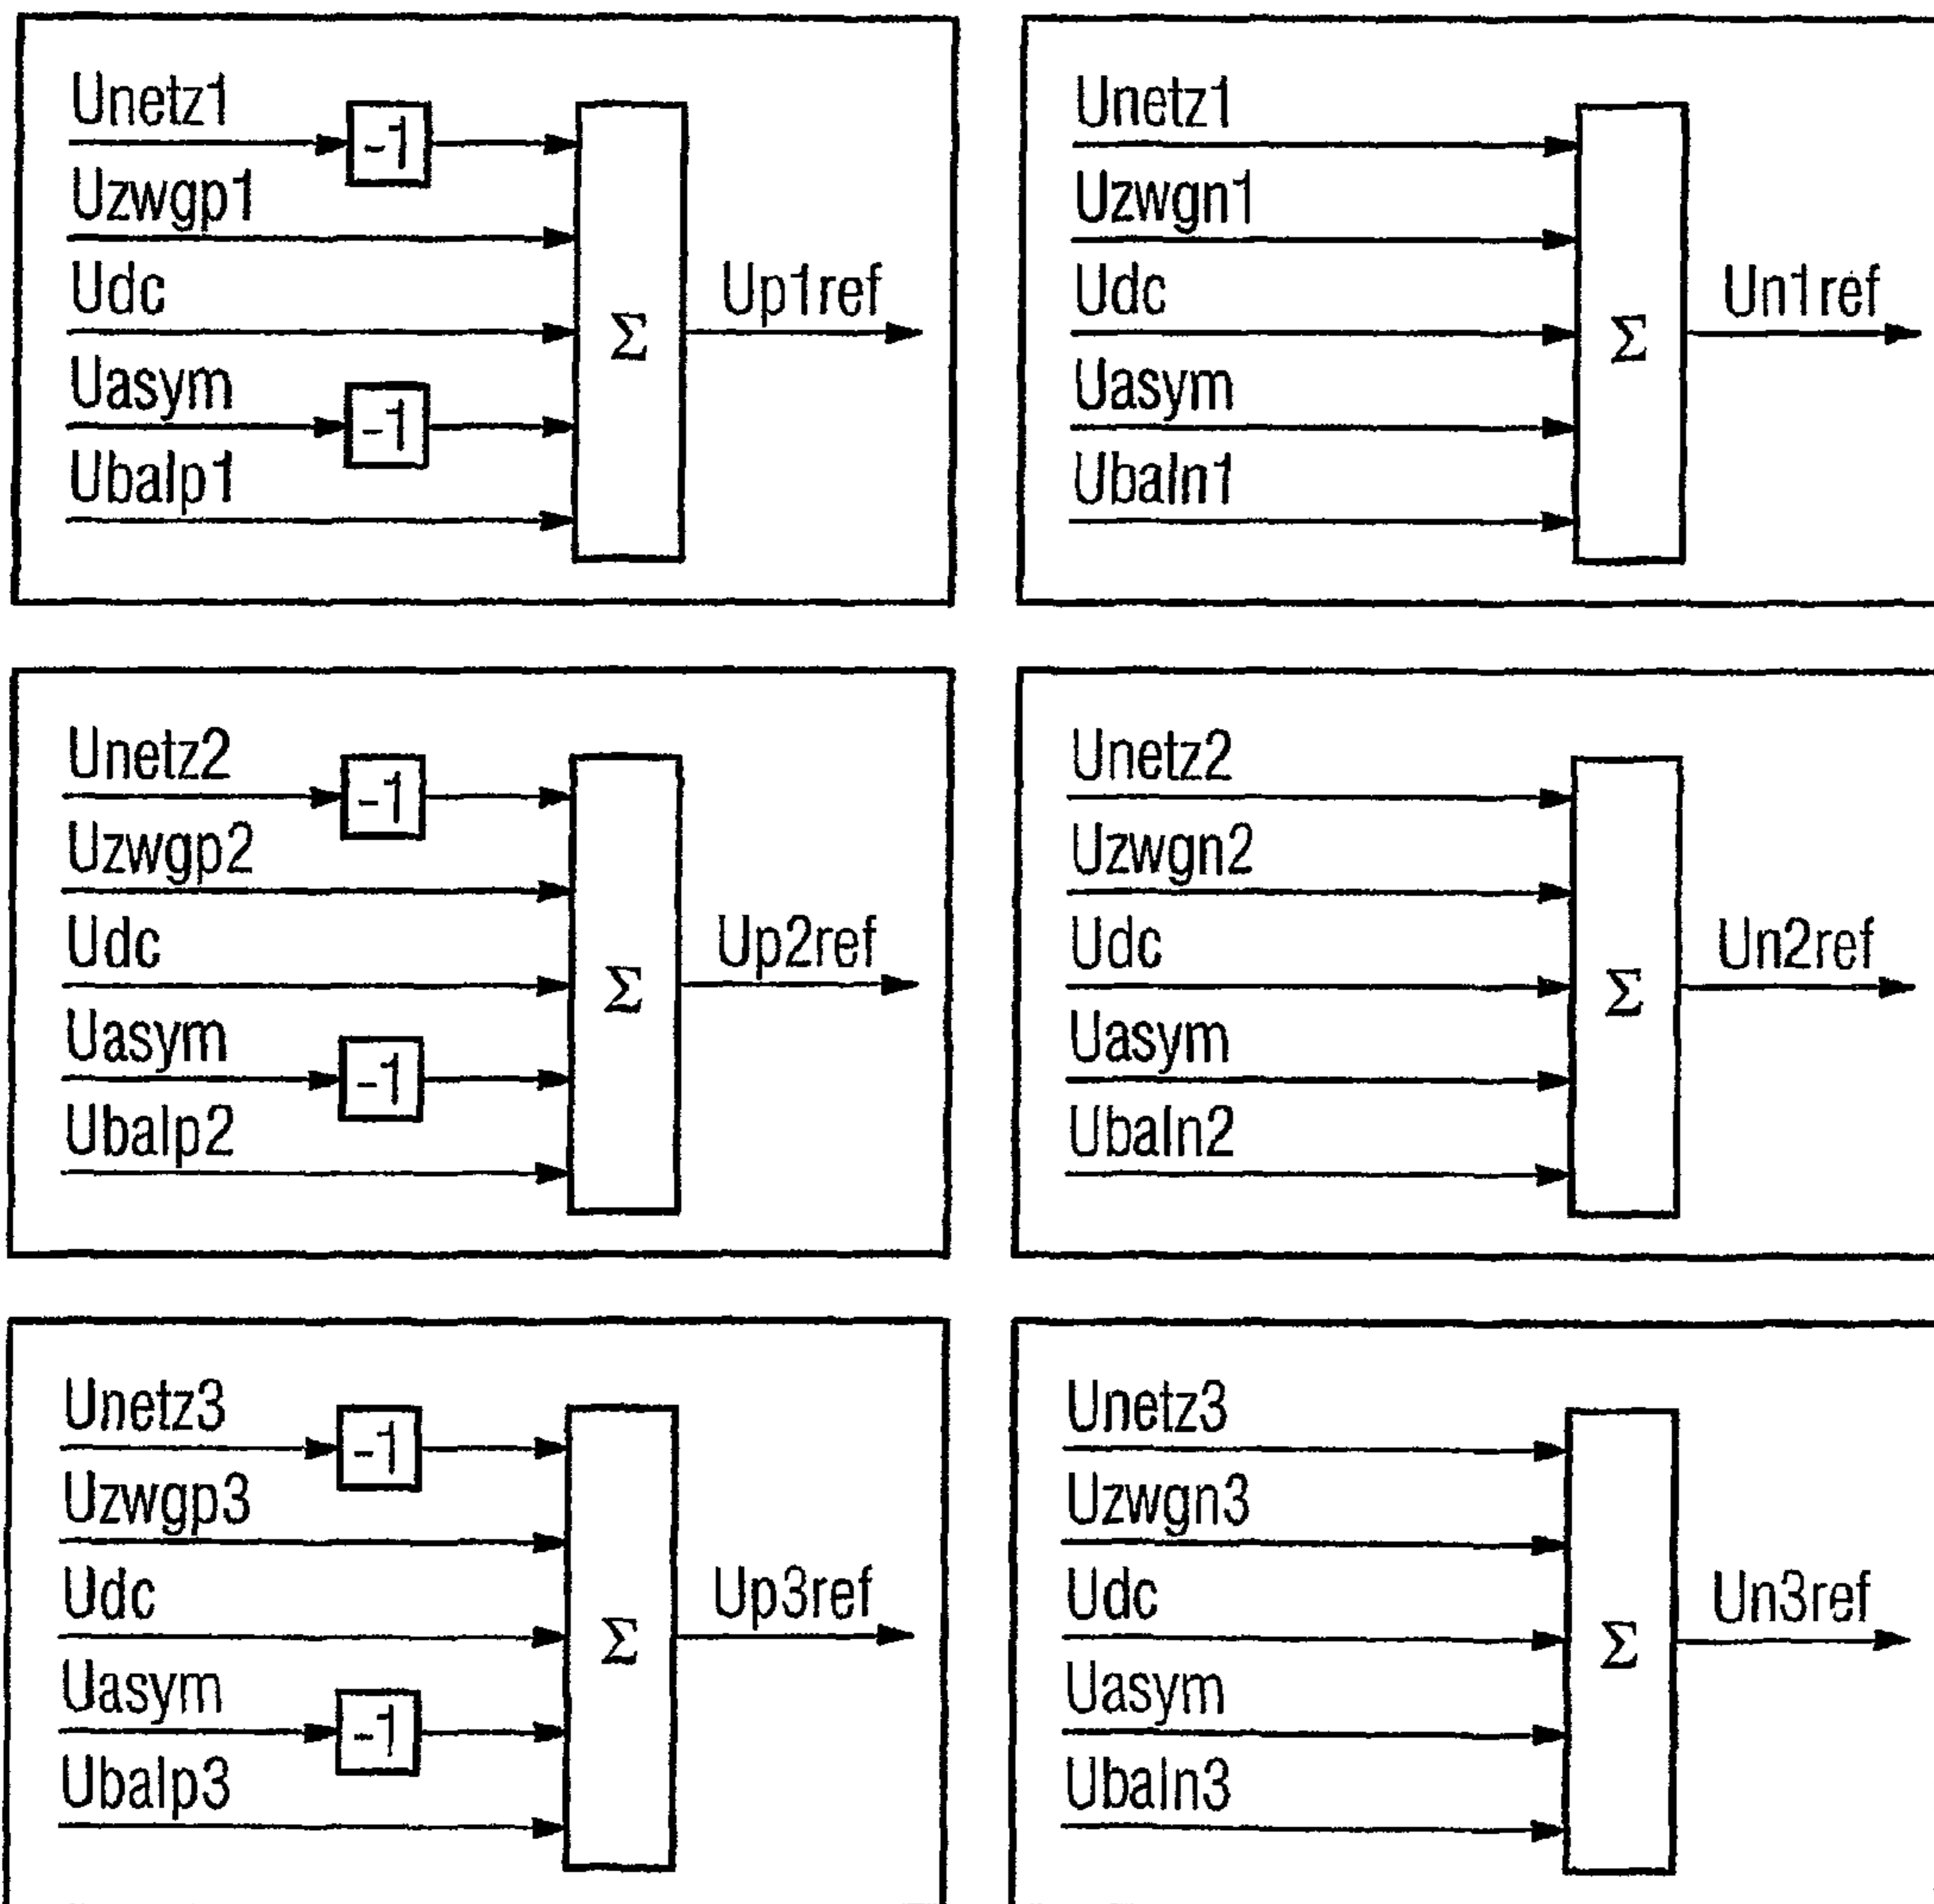 Unetz1
-1
Uzwgp1
Udc
Σ
Up1ref
Uasym
-1
Ubalp1
Unetz1
Uzwgn1
Udc
Σ
Un1ref
Uasym
Ubaln1
Unetz2
-1
Uzwgp2
Udc
Σ
Up2ref
Uasym
-1
Ubalp2
Unetz2
Uzwgn2
Udc
Σ
Un2ref
Uasym
Ubaln2
Unetz3
-1
Uzwgp3
Udc
Σ
Up3ref
Uasym
-1
Ubalp3
Unetz3
Uzwgn3
Udc
Σ
Un3ref
Uasym
Ubaln3